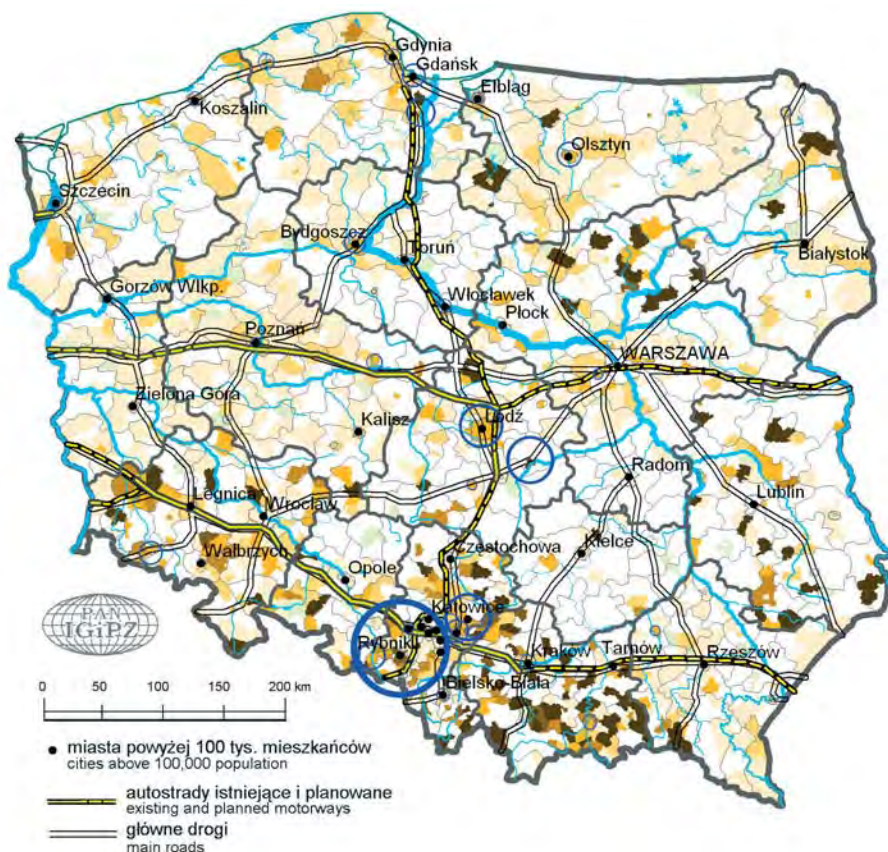 Gdynia
Gdańsk
Elbląg
Koszalin
Olsztyn
Szczecin
Bydgoszcz
Białystok
Toruń
Gorzów Wlkp.
Włocławek
Płock
Poznań
WARSZAWA
Zielona Góra
Kalisz
Łódź
Radom
Legnica
Wrocław
Lublin
Częstochowa
Kielce
Wałbrzych
Opole
Katowice
PAN
IGiPZ
Rybnik
Kraków
Tarnów
Rzeszów
Bielsko-Biała
0 50 100 150 200 km
miasta powyżej 100 tys. mieszkańców
cities above 100,000 population
autostrady istniejące i planowane
existing and planned motorways
główne drogi
main roads